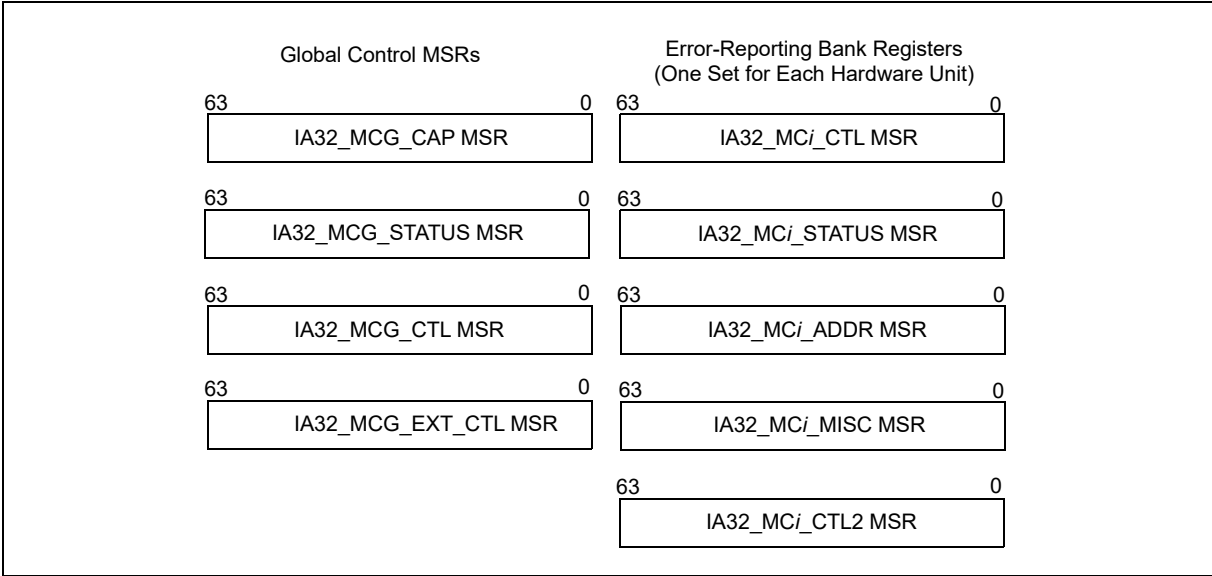 Global Control MSRs
63 0
IA32_MCG_CAP MSR
63 0
IA32_MCG_STATUS MSR
63 0
IA32_MCG_CTL MSR
63 0
IA32_MCG_EXT_CTL MSR
Error-Reporting Bank Registers
(One Set for Each Hardware Unit)
63 0
IA32_MCi_CTL MSR
63 0
IA32_MCi_STATUS MSR
63 0
IA32_MCi_ADDR MSR
63 0
IA32_MCi_MISC MSR
63 0
IA32_MCi_CTL2 MSR